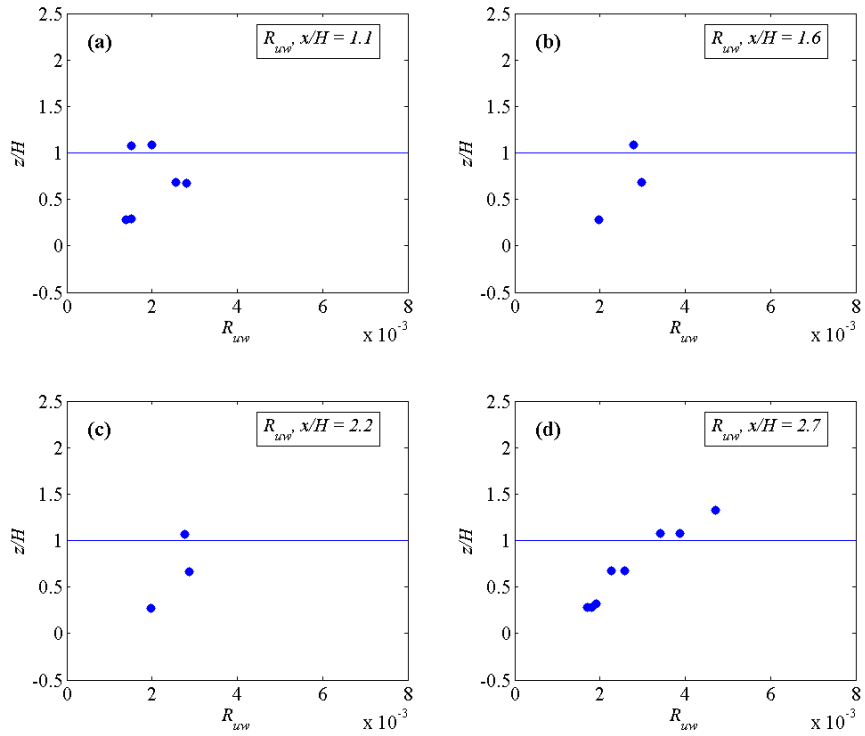 (a)
R_uw, x/H = 1.1
2.5
2
1.5
1
0.5
0
-0.5
z/H
0 2 4 6 8
R_uw
x 10^-3
(b)
R_uw, x/H = 1.6
2.5
2
1.5
1
0.5
0
-0.5
z/H
0 2 4 6 8
R_uw
x 10^-3
(c)
R_uw, x/H = 2.2
2.5
2
1.5
1
0.5
0
-0.5
z/H
0 2 4 6 8
R_uw
x 10^-3
(d)
R_uw, x/H = 2.7
2.5
2
1.5
1
0.5
0
-0.5
z/H
0 2 4 6 8
R_uw
x 10^-3